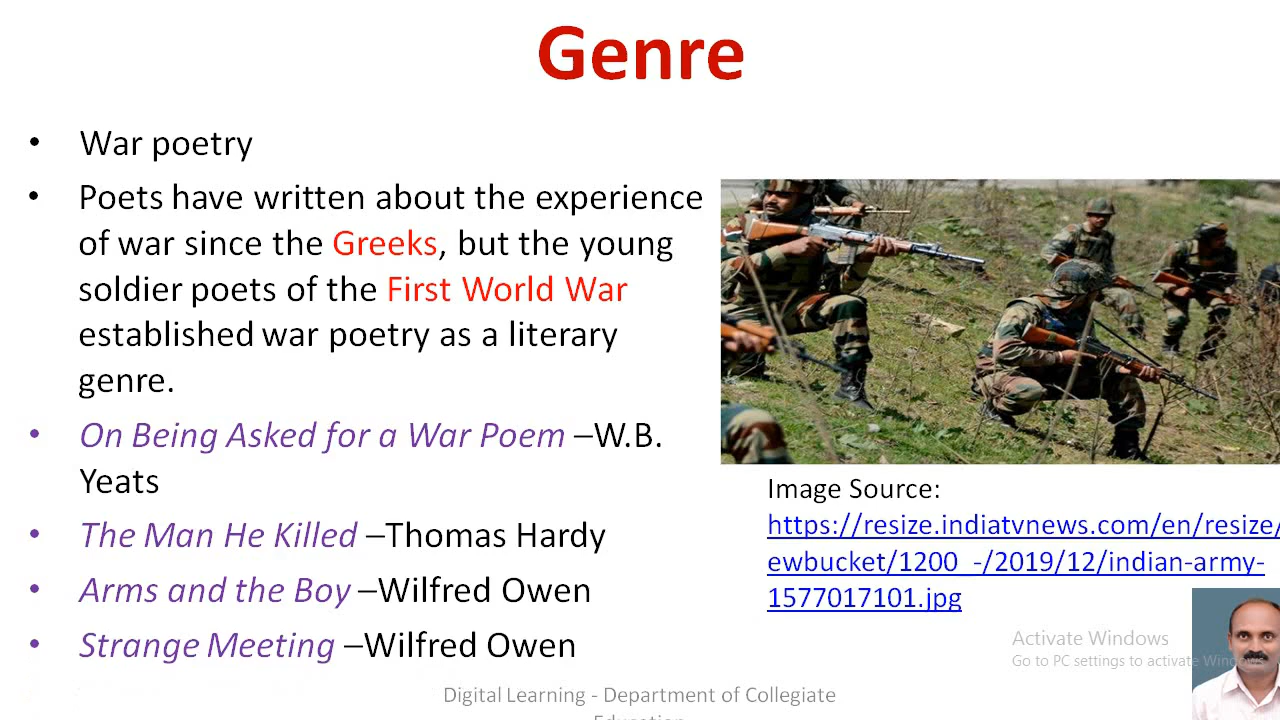 Genre
• War poetry
• Poets have written about the experience
of war since the Greeks, but the young
soldier poets of the First World War
established war poetry as a literary
genre.
• On Being Asked for a War Poem –W.B.
Yeats
• The Man He Killed –Thomas Hardy
• Arms and the Boy –Wilfred Owen
• Strange Meeting –Wilfred Owen
Image Source:
https://resize.indiatvnews.com/en/resize/
ewbucket/1200_-/2019/12/indian-army-
1577017101.jpg
Activate Windows
Go to PC settings to activate Windows.
Digital Learning - Department of Collegiate
Education